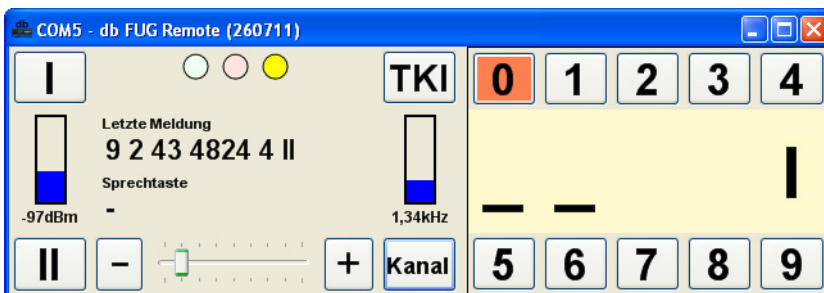 COM5 - db FUG Remote (260711)
I
TKI
0 1 2 3 4
Letzte Meldung
9 2 43 4824 4 II
Sprechtaste
-
-97dBm
1,34kHz
_ _ I
II
−
+
Kanal
5 6 7 8 9